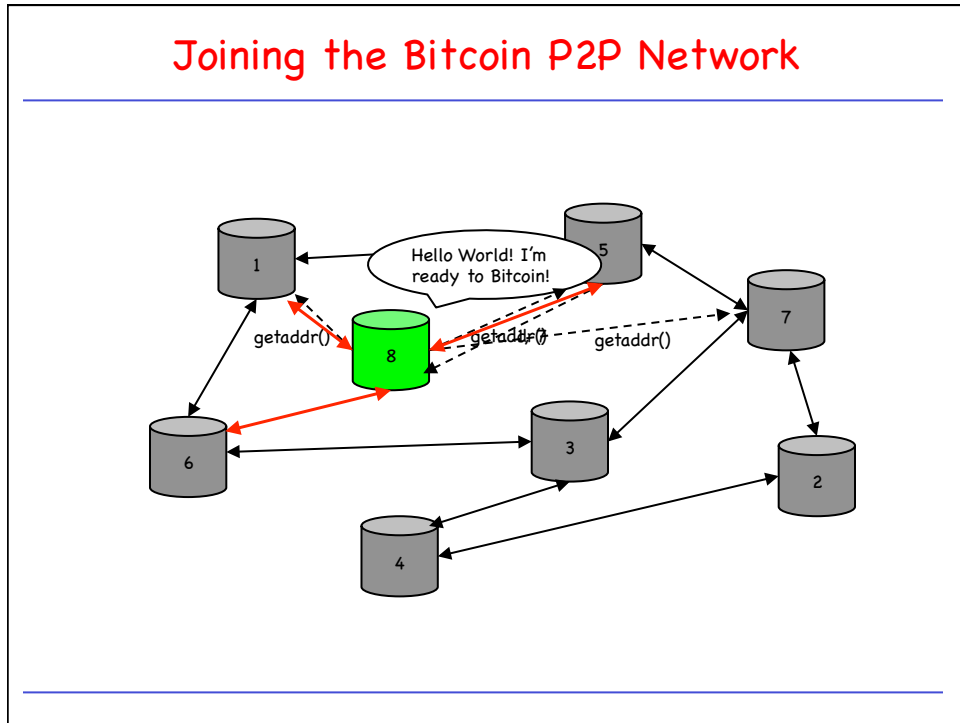 Joining the Bitcoin P2P Network
5
Hello World! I'm
ready to Bitcoin!
1
7
getaddr()
getaddr()
getaddr()
8
3
6
2
4